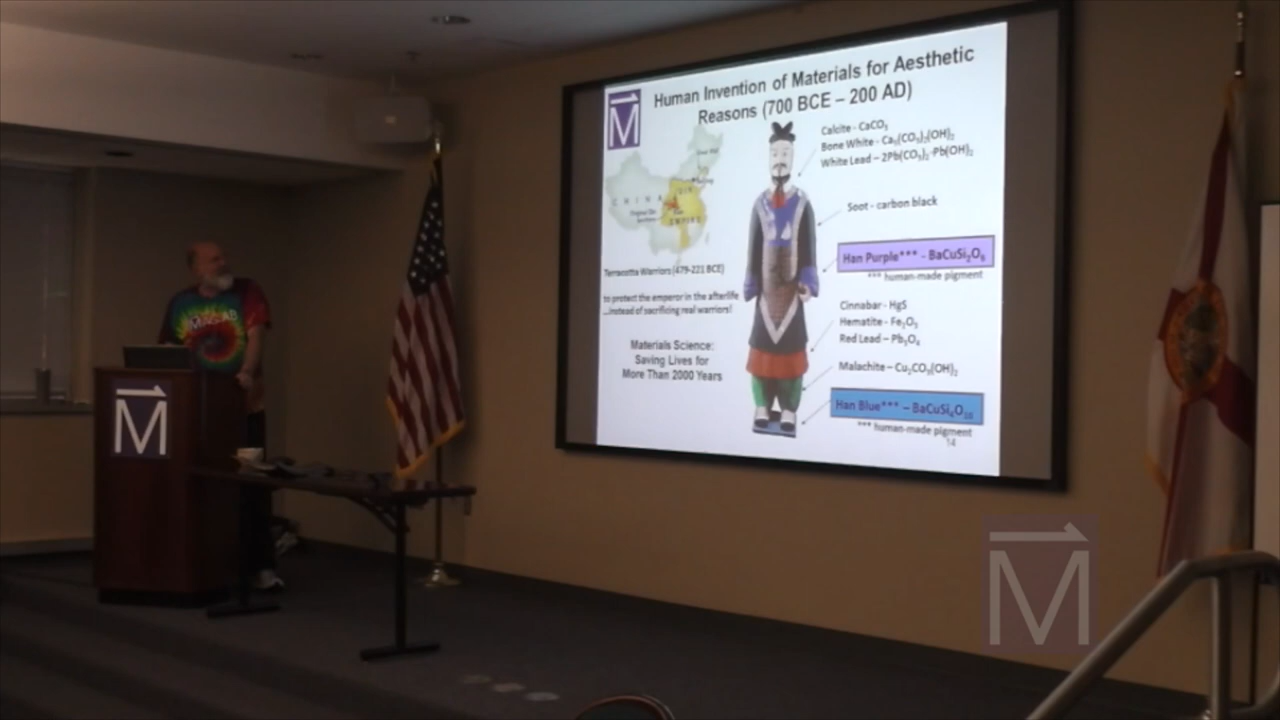 Human Invention of Materials for Aesthetic
Reasons (700 BCE – 200 AD)
M
Calcite - CaCO₃
Bone White - Ca₅(CO₃)₃(OH)₂
White Lead – 2Pb(CO₃)₂·Pb(OH)₂
CHINA
QIN
EMPIRE
Soot - carbon black
Han Purple*** - BaCuSi₂O₆
*** human-made pigment
Terracotta Warriors (479-221 BCE)
to protect the emperor in the afterlife
...instead of sacrificing real warriors!
Cinnabar - HgS
Hematite - Fe₂O₃
Red Lead – Pb₃O₄
Materials Science:
Saving Lives for
More Than 2000 Years
Malachite – Cu₂CO₃(OH)₂
Han Blue*** – BaCuSi₄O₁₀
*** human-made pigment
14
M
M